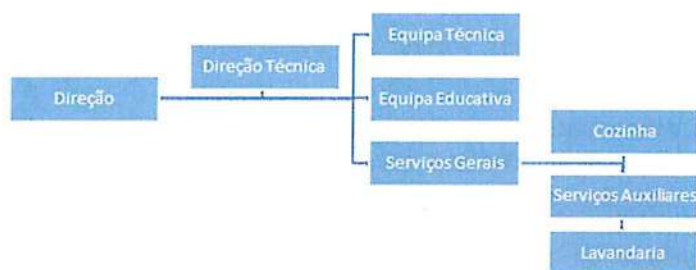 Direção
Direção Técnica
Equipa Técnica
Equipa Educativa
Serviços Gerais
Cozinha
Serviços Auxiliares
Lavandaria